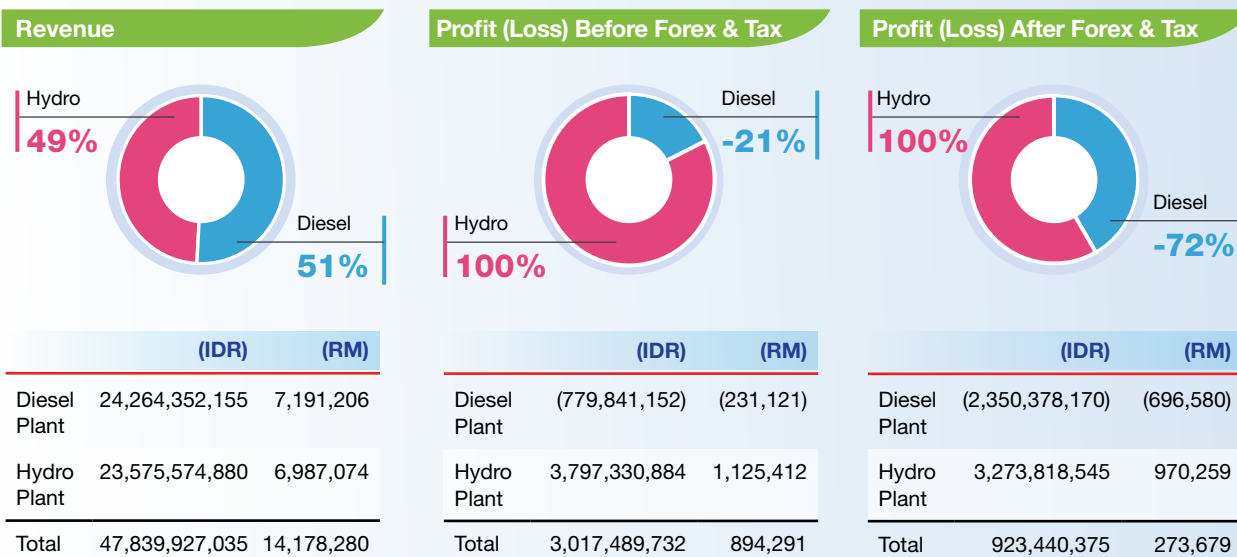 Revenue
Hydro
49%
Diesel
51%
(IDR) (RM)
Diesel Plant 24,264,352,155 7,191,206
Hydro Plant 23,575,574,880 6,987,074
Total 47,839,927,035 14,178,280
Profit (Loss) Before Forex & Tax
Diesel
-21%
Hydro
100%
(IDR) (RM)
Diesel Plant (779,841,152) (231,121)
Hydro Plant 3,797,330,884 1,125,412
Total 3,017,489,732 894,291
Profit (Loss) After Forex & Tax
Hydro
100%
Diesel
-72%
(IDR) (RM)
Diesel Plant (2,350,378,170) (696,580)
Hydro Plant 3,273,818,545 970,259
Total 923,440,375 273,679